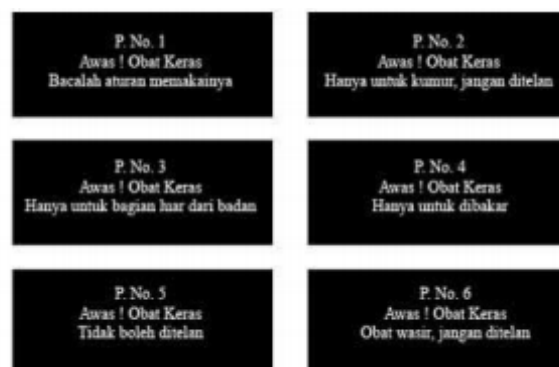 P. No. 1
Awas ! Obat Keras
Bacalah aturan memakainya
P. No. 2
Awas ! Obat Keras
Hanya untuk kumur, jangan ditelan
P. No. 3
Awas ! Obat Keras
Hanya untuk bagian luar dari badan
P. No. 4
Awas ! Obat Keras
Hanya untuk dibakar
P. No. 5
Awas ! Obat Keras
Tidak boleh ditelan
P. No. 6
Awas ! Obat Keras
Obat wasir, jangan ditelan